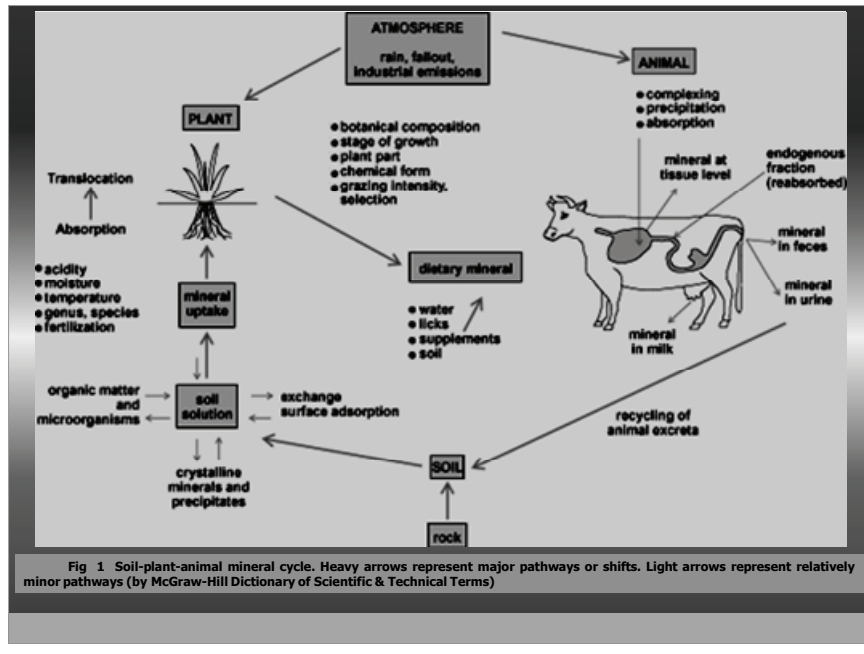 ATMOSPHERE
rain, fallout,
industrial emissions
ANIMAL
● complexing
● precipitation
● absorption
PLANT
● botanical composition
● stage of growth
● plant part
● chemical form
● grazing intensity,
selection
mineral at
tissue level
endogenous
fraction
(reabsorbed)
Translocation
Absorption
mineral
in feces
mineral
in urine
mineral
in milk
● acidity
● moisture
● temperature
● genus, species
● fertilization
mineral
uptake
dietary mineral
● water
● licks
● supplements
● soil
organic matter
and
microorganisms
soil
solution
exchange
surface adsorption
crystalline
minerals and
precipitates
recycling of
animal excreta
SOIL
rock
Fig 1 Soil-plant-animal mineral cycle. Heavy arrows represent major pathways or shifts. Light arrows represent relatively
minor pathways (by McGraw-Hill Dictionary of Scientific & Technical Terms)